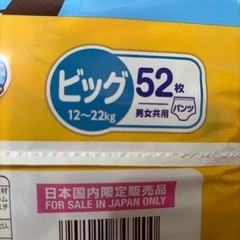 ビッグ 52枚
12～22kg 男女共用 パンツ
日本国内限定販売品
FOR SALE IN JAPAN ONLY